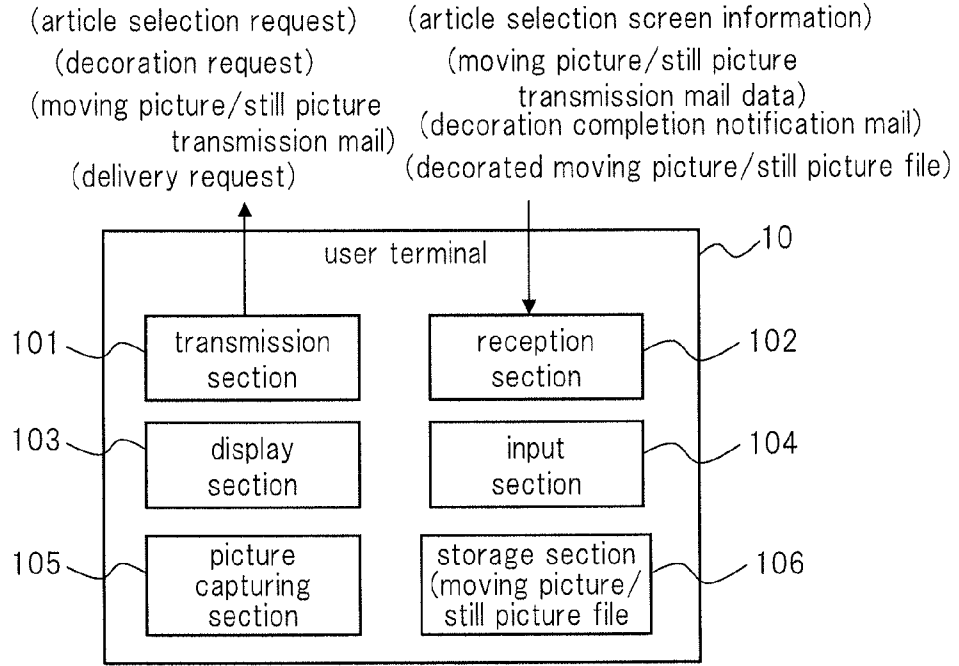 (article selection request)
(decoration request)
(moving picture/still picture
transmission mail)
(delivery request)
(article selection screen information)
(moving picture/still picture
transmission mail data)
(decoration completion notification mail)
(decorated moving picture/still picture file)
user terminal
10
101
transmission
section
reception
section
102
103
display
section
input
section
104
105
picture
capturing
section
storage section
(moving picture/
still picture file
106